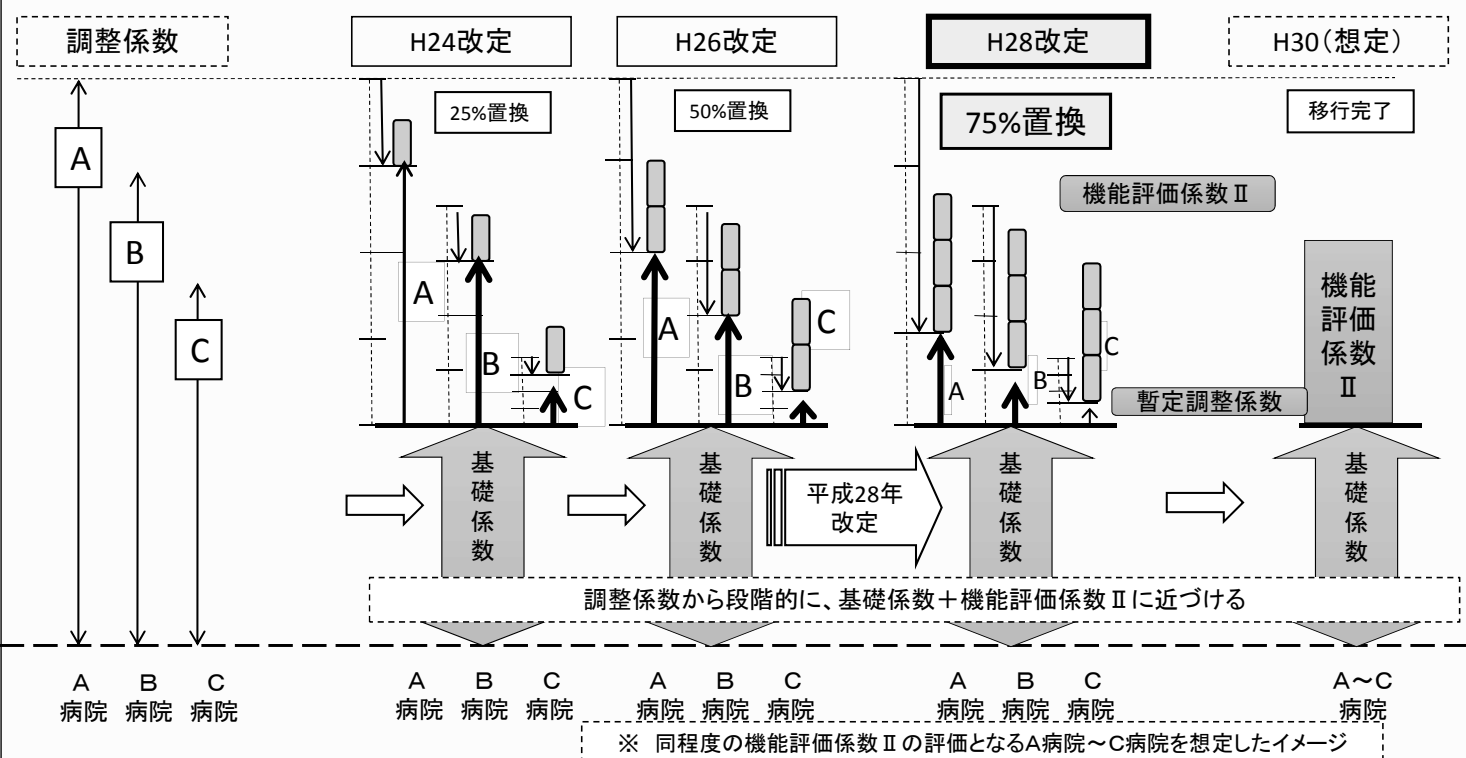 調整係数
H24改定
H26改定
H28改定
H30(想定)
25%置換
50%置換
75%置換
移行完了
A
B
C
A
B
C
A
B
C
A
B
C
機能評価係数Ⅱ
暫定調整係数
機能
評価
係数
Ⅱ
基礎係数
基礎係数
平成28年
改定
基礎係数
基礎係数
調整係数から段階的に、基礎係数+機能評価係数Ⅱに近づける
A B C
病院 病院 病院
A B C
病院 病院 病院
A B C
病院 病院 病院
A B C
病院 病院 病院
A~C
病院
※ 同程度の機能評価係数Ⅱの評価となるA病院~C病院を想定したイメージ